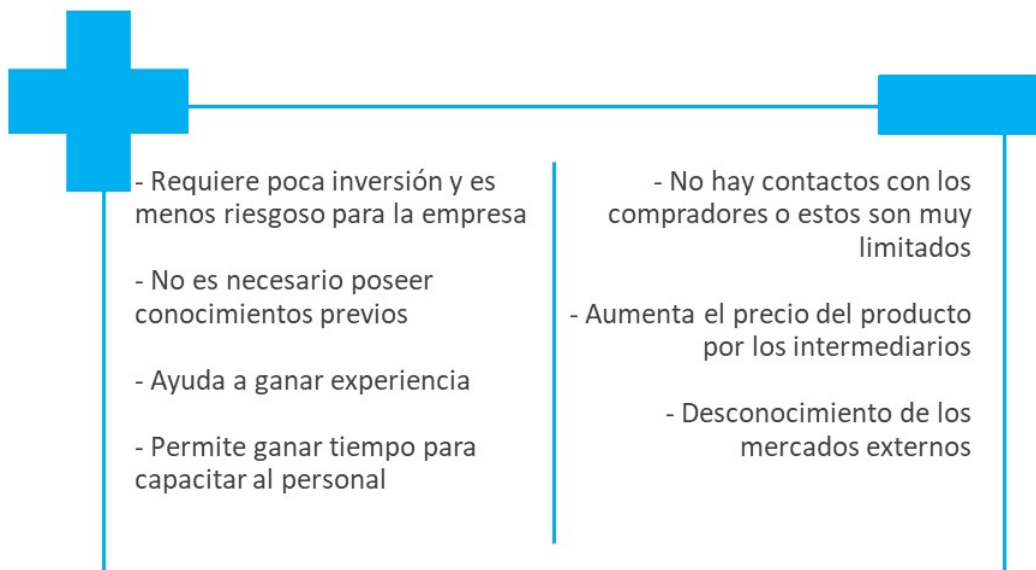 - Requiere poca inversión y es
menos riesgoso para la empresa
- No es necesario poseer
conocimientos previos
- Ayuda a ganar experiencia
- Permite ganar tiempo para
capacitar al personal
- No hay contactos con los
compradores o estos son muy
limitados
- Aumenta el precio del producto
por los intermediarios
- Desconocimiento de los
mercados externos